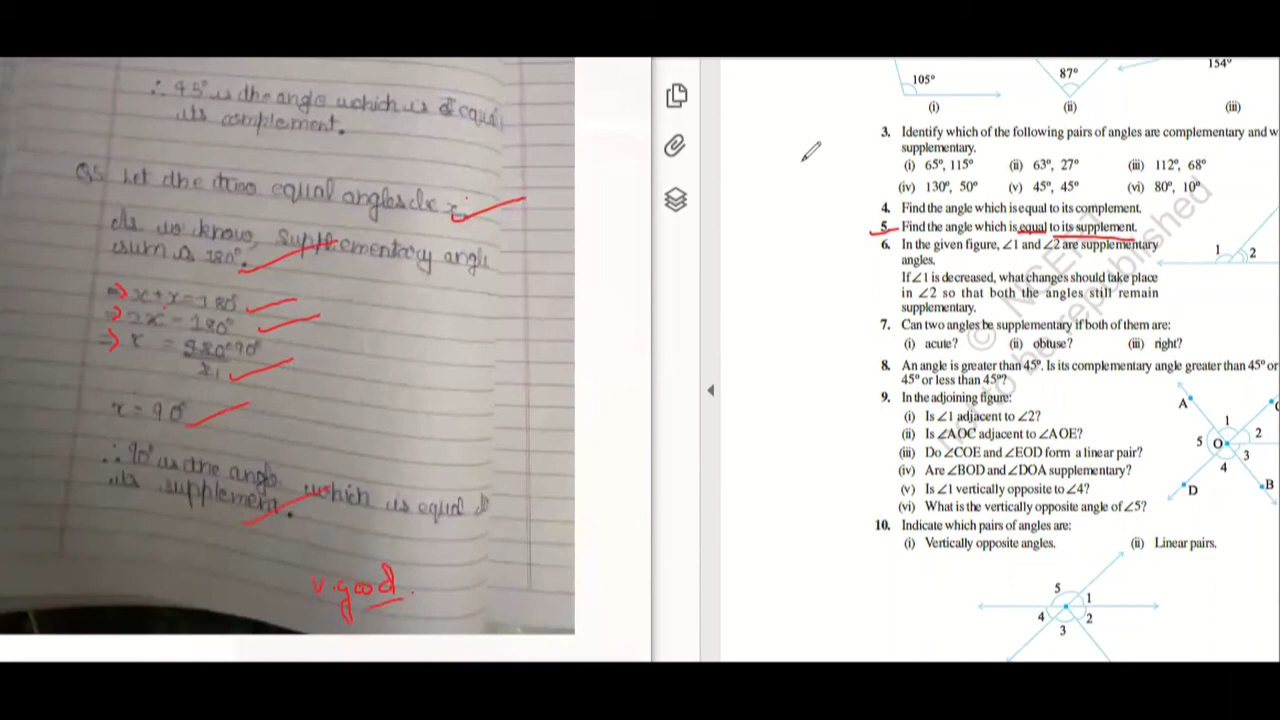 ∴ 45° is the angle which is equal
its complement.
Q5 Let the two equal angles be x.
As we know, supplementary angle
sum is 180°.
⇒ x + x = 180°
⇒ 2x = 180°
⇒ x = 180° 90°
2 1
x = 90°
∴ 90° is the angle which is equal
its supplement.
v.good.
105°
87°
154°
(i) (ii) (iii)
3. Identify which of the following pairs of angles are complementary and w
supplementary.
(i) 65°, 115° (ii) 63°, 27° (iii) 112°, 68°
(iv) 130°, 50° (v) 45°, 45° (vi) 80°, 10°
4. Find the angle which is equal to its complement.
5. Find the angle which is equal to its supplement.
6. In the given figure, ∠1 and ∠2 are supplementary
angles.
If ∠1 is decreased, what changes should take place
in ∠2 so that both the angles still remain
supplementary.
1 2
7. Can two angles be supplementary if both of them are:
(i) acute? (ii) obtuse? (iii) right?
8. An angle is greater than 45°. Is its complementary angle greater than 45° or
45° or less than 45°?
9. In the adjoining figure:
(i) Is ∠1 adjacent to ∠2?
(ii) Is ∠AOC adjacent to ∠AOE?
(iii) Do ∠COE and ∠EOD form a linear pair?
(iv) Are ∠BOD and ∠DOA supplementary?
(v) Is ∠1 vertically opposite to ∠4?
(vi) What is the vertically opposite angle of ∠5?
A
1
5 O 2
3
4
D B
10. Indicate which pairs of angles are:
(i) Vertically opposite angles. (ii) Linear pairs.
5
1
4 2
3
© NCERT
not to be republished